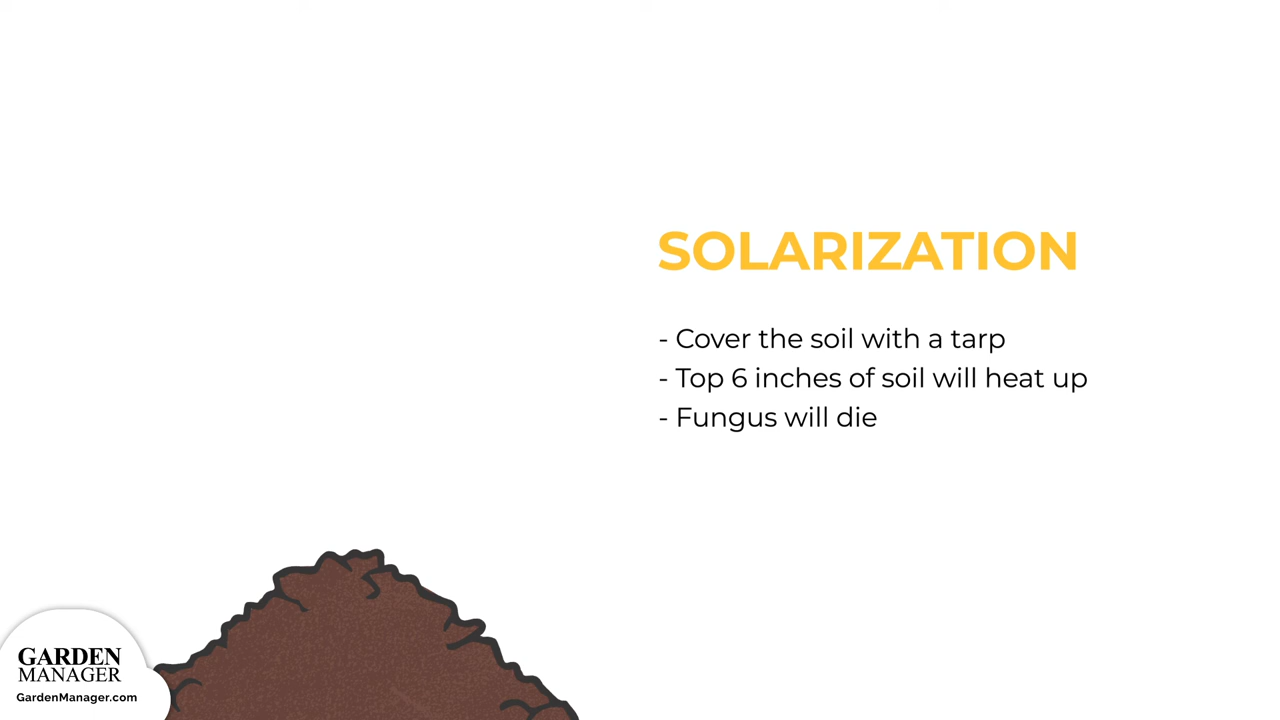 SOLARIZATION
- Cover the soil with a tarp
- Top 6 inches of soil will heat up
- Fungus will die
GARDEN
MANAGER
GardenManager.com